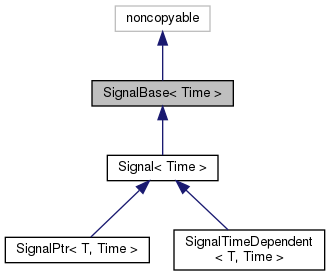 noncopyable
SignalBase< Time >
Signal< Time >
SignalPtr< T, Time >
SignalTimeDependent
< T, Time >